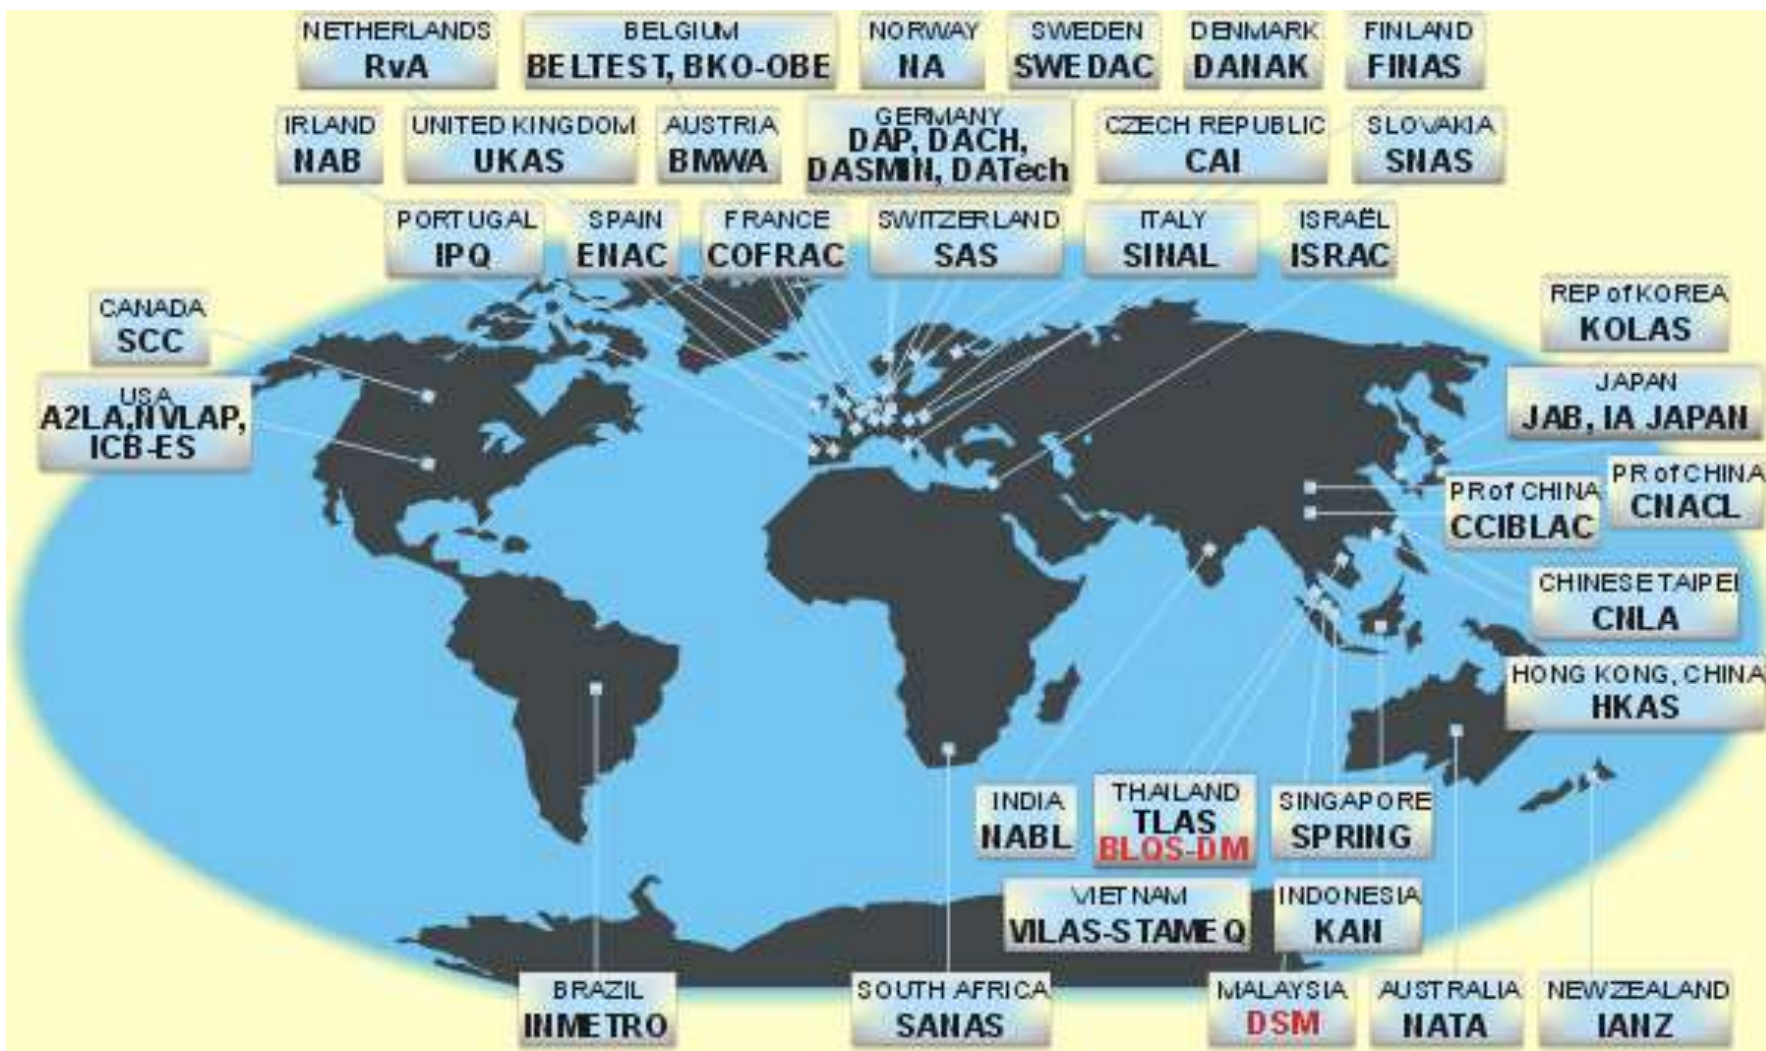 NETHERLANDS
RvA
BELGIUM
BELTEST, BKO-OBE
NORWAY
NA
SWEDEN
SWEDAC
DENMARK
DANAK
FINLAND
FINAS
IRLAND
NAB
UNITED KINGDOM
UKAS
AUSTRIA
BMWA
GERMANY
DAP, DACH,
DASMIN, DATech
CZECH REPUBLIC
CAI
SLOVAKIA
SNAS
PORTUGAL
IPQ
SPAIN
ENAC
FRANCE
COFRAC
SWITZERLAND
SAS
ITALY
SINAL
ISRAËL
ISRAC
CANADA
SCC
REP of KOREA
KOLAS
USA
A2LA,NVLAP,
ICB-ES
JAPAN
JAB, IA JAPAN
PR of CHINA
CCIBLAC
PR of CHINA
CNACL
CHINESE TAIPEI
CNLA
HONG KONG, CHINA
HKAS
INDIA
NABL
THAILAND
TLAS
BLQS-DM
SINGAPORE
SPRING
VIETNAM
VILAS-STAMEQ
INDONESIA
KAN
BRAZIL
INMETRO
SOUTH AFRICA
SANAS
MALAYSIA
DSM
AUSTRALIA
NATA
NEW ZEALAND
IANZ